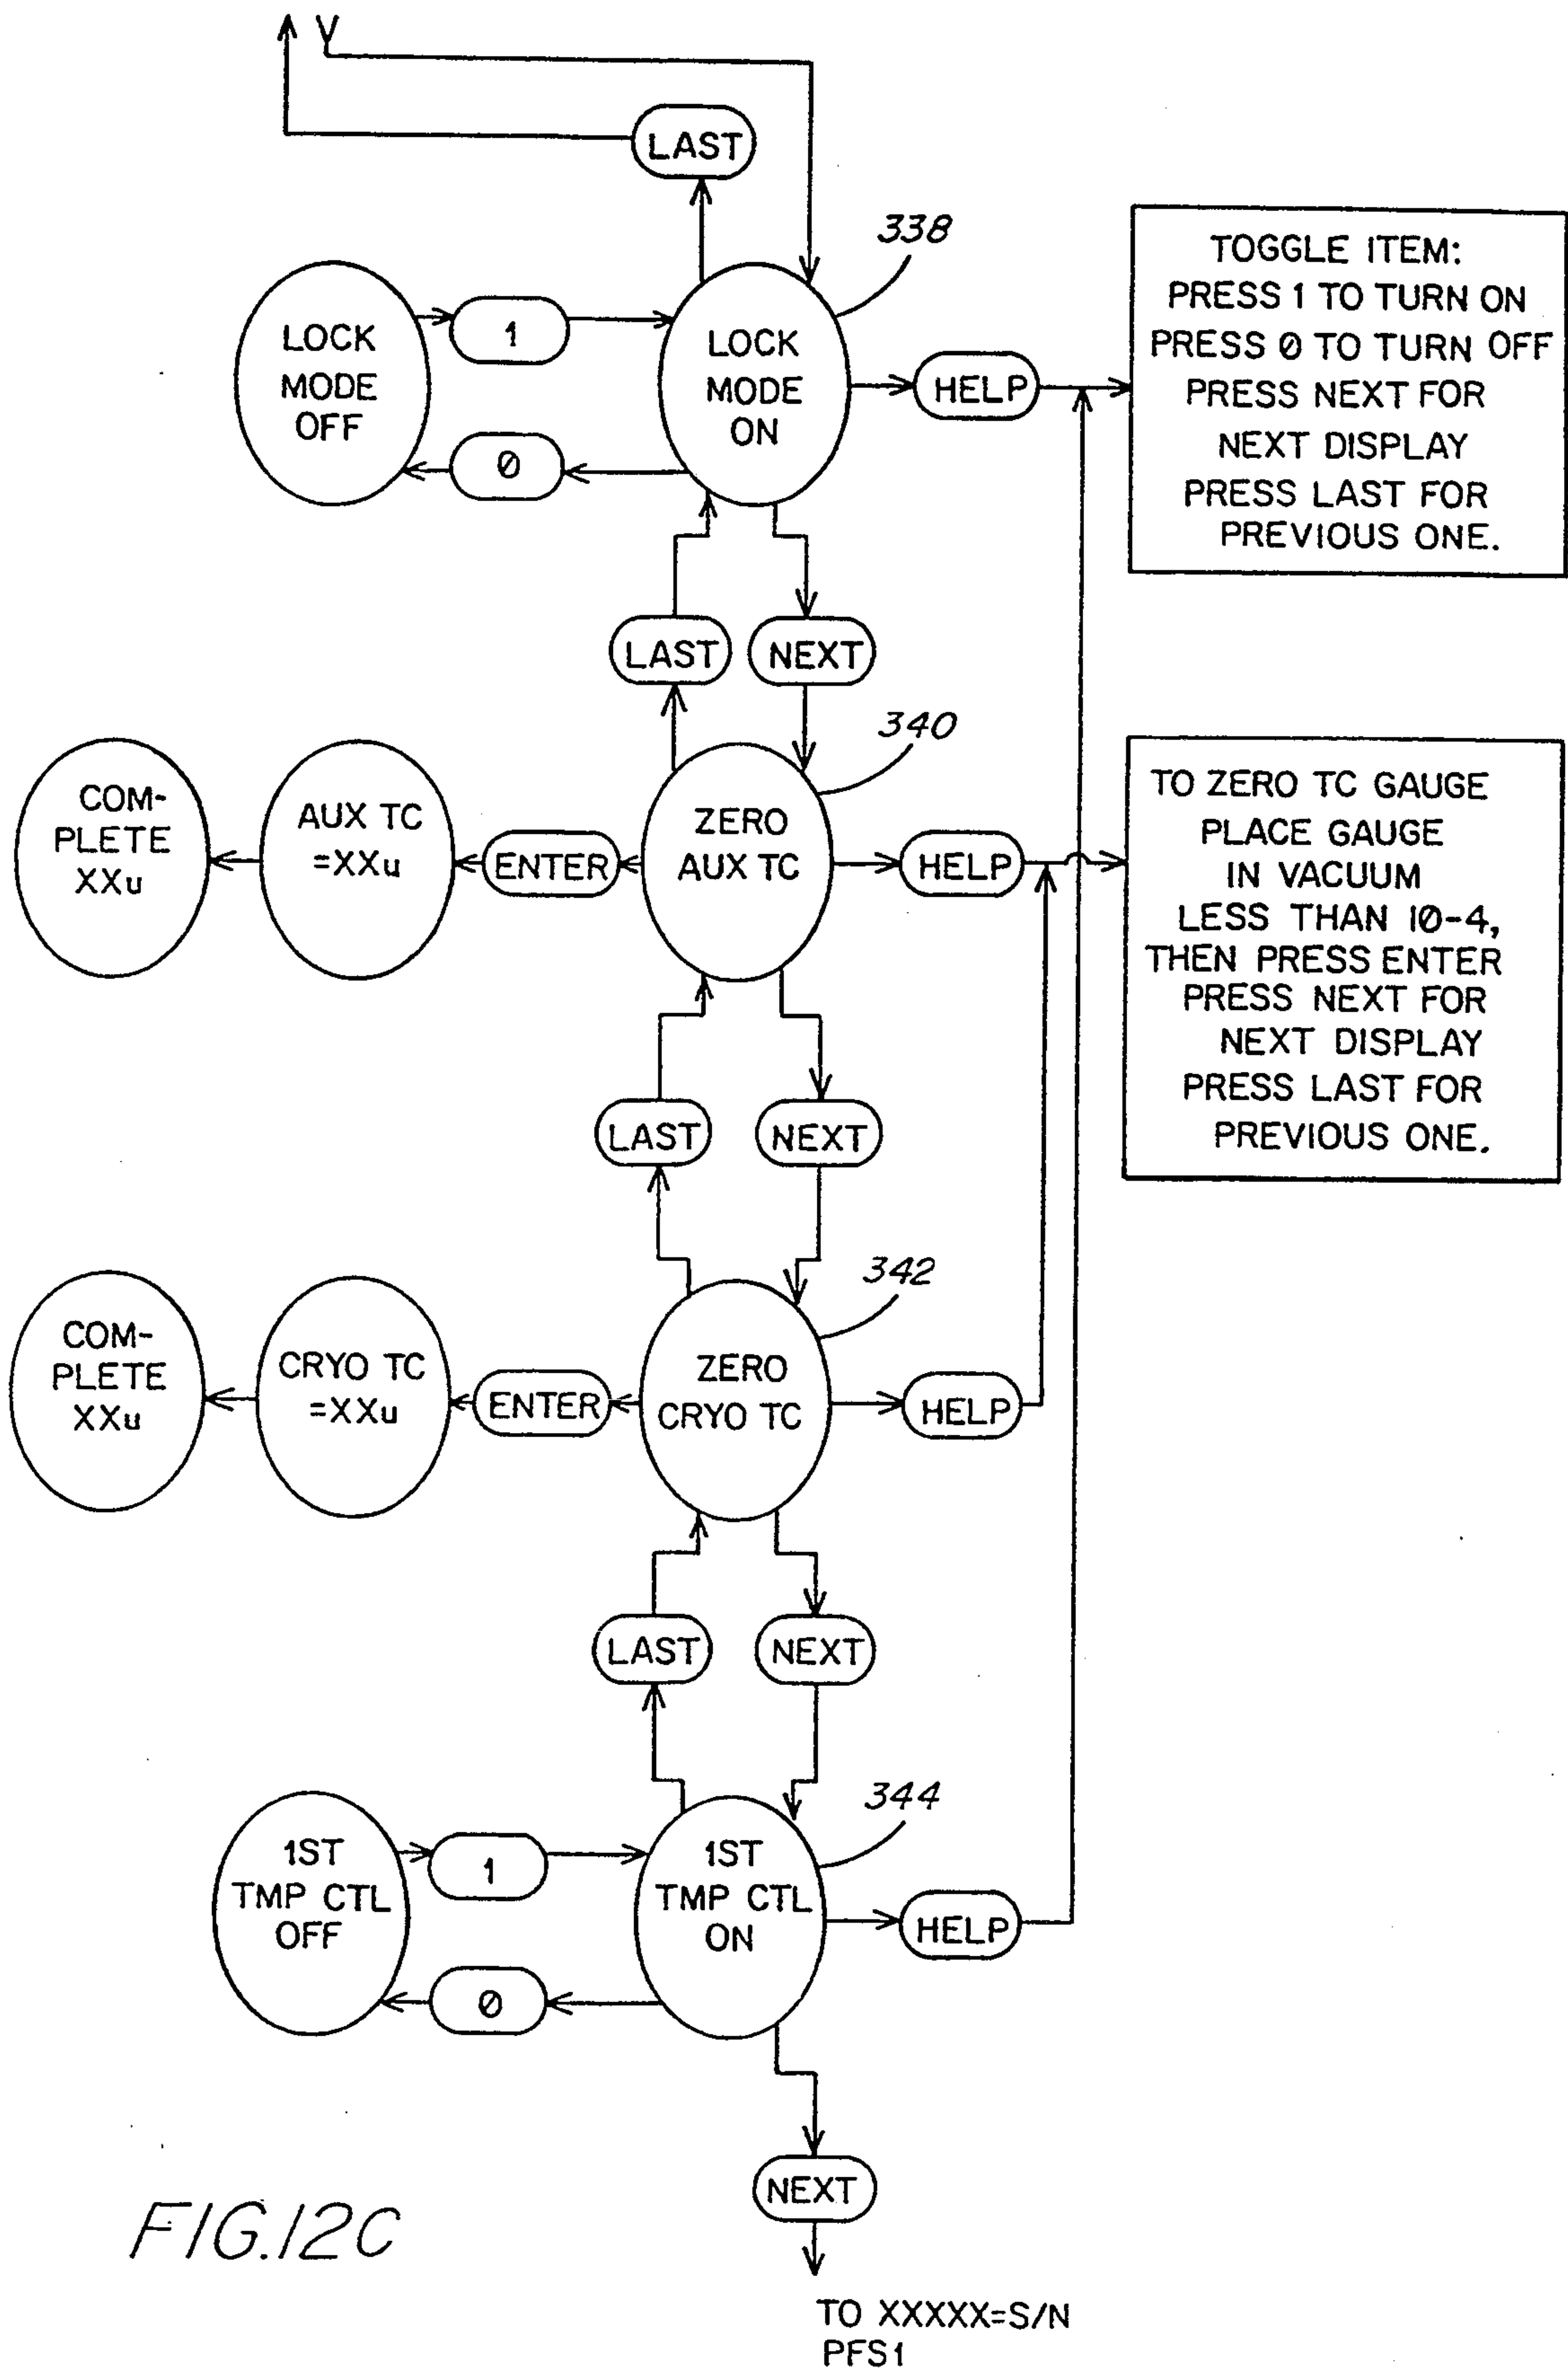 LAST
338
LOCK
MODE
OFF
1
0
LOCK
MODE
ON
HELP
TOGGLE ITEM:
PRESS 1 TO TURN ON
PRESS 0 TO TURN OFF
PRESS NEXT FOR
NEXT DISPLAY
PRESS LAST FOR
PREVIOUS ONE.
LAST
NEXT
340
COM-
PLETE
XXu
AUX TC
=XXu
ENTER
ZERO
AUX TC
HELP
TO ZERO TC GAUGE
PLACE GAUGE
IN VACUUM
LESS THAN 10-4,
THEN PRESS ENTER
PRESS NEXT FOR
NEXT DISPLAY
PRESS LAST FOR
PREVIOUS ONE.
LAST
NEXT
342
COM-
PLETE
XXu
CRYO TC
=XXu
ENTER
ZERO
CRYO TC
HELP
LAST
NEXT
344
1ST
TMP CTL
OFF
1
0
1ST
TMP CTL
ON
HELP
NEXT
FIG.12C
TO XXXXX=S/N
PFS1